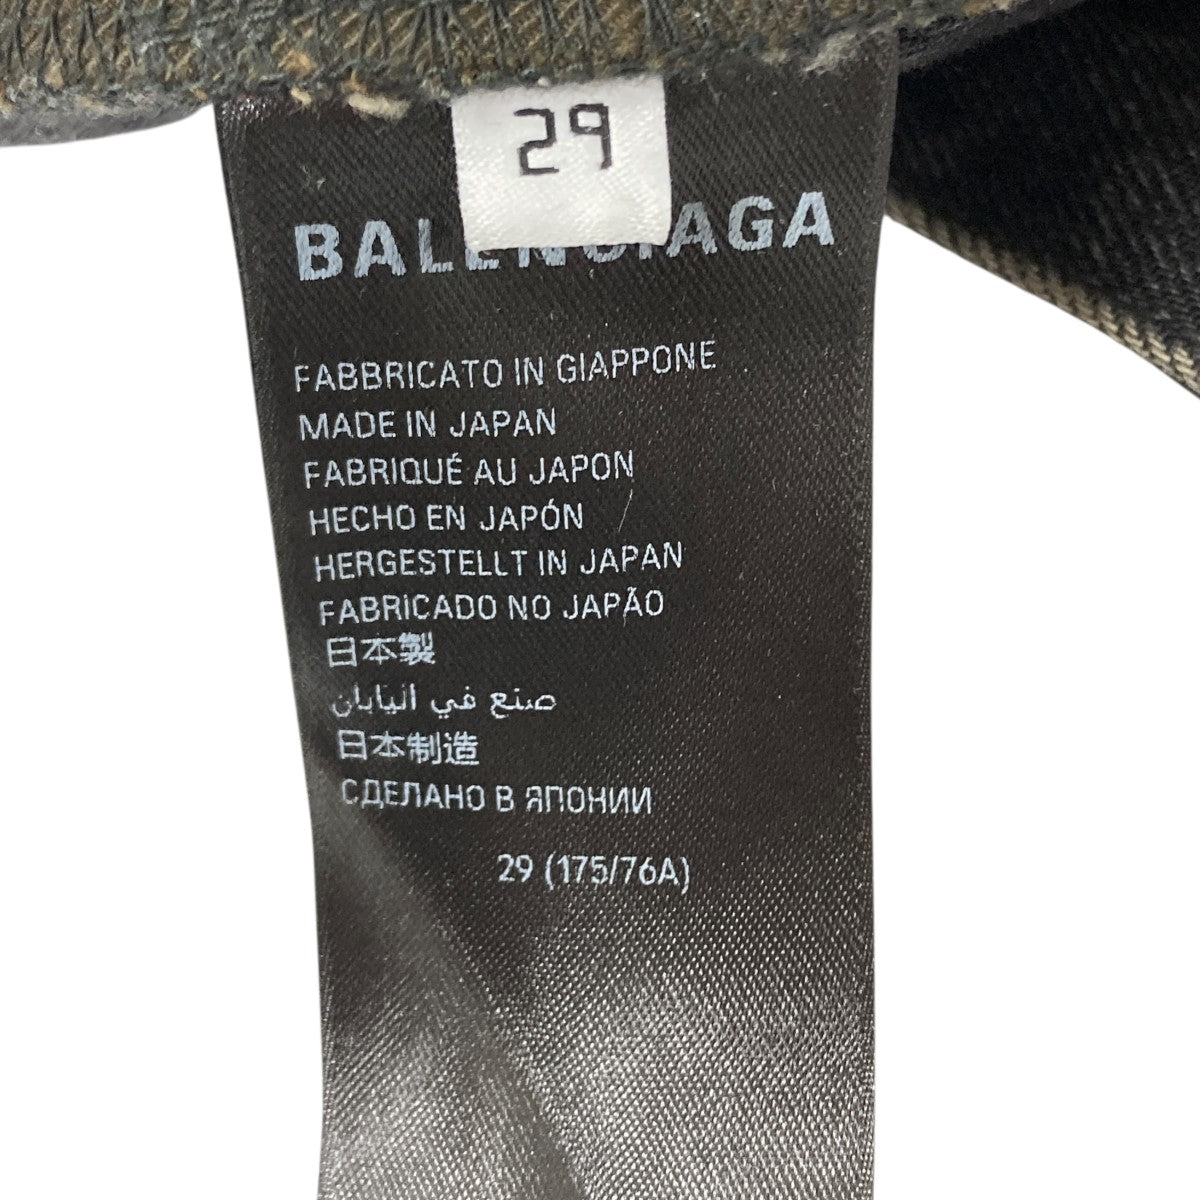 29
BALENCIAGA
FABBRICATO IN GIAPPONE
MADE IN JAPAN
FABRIQUÉ AU JAPON
HECHO EN JAPÓN
HERGESTELLT IN JAPAN
FABRICADO NO JAPÃO
日本製
صنع في اليابان
日本制造
СДЕЛАНО В ЯПОНИИ
29 (175/76A)